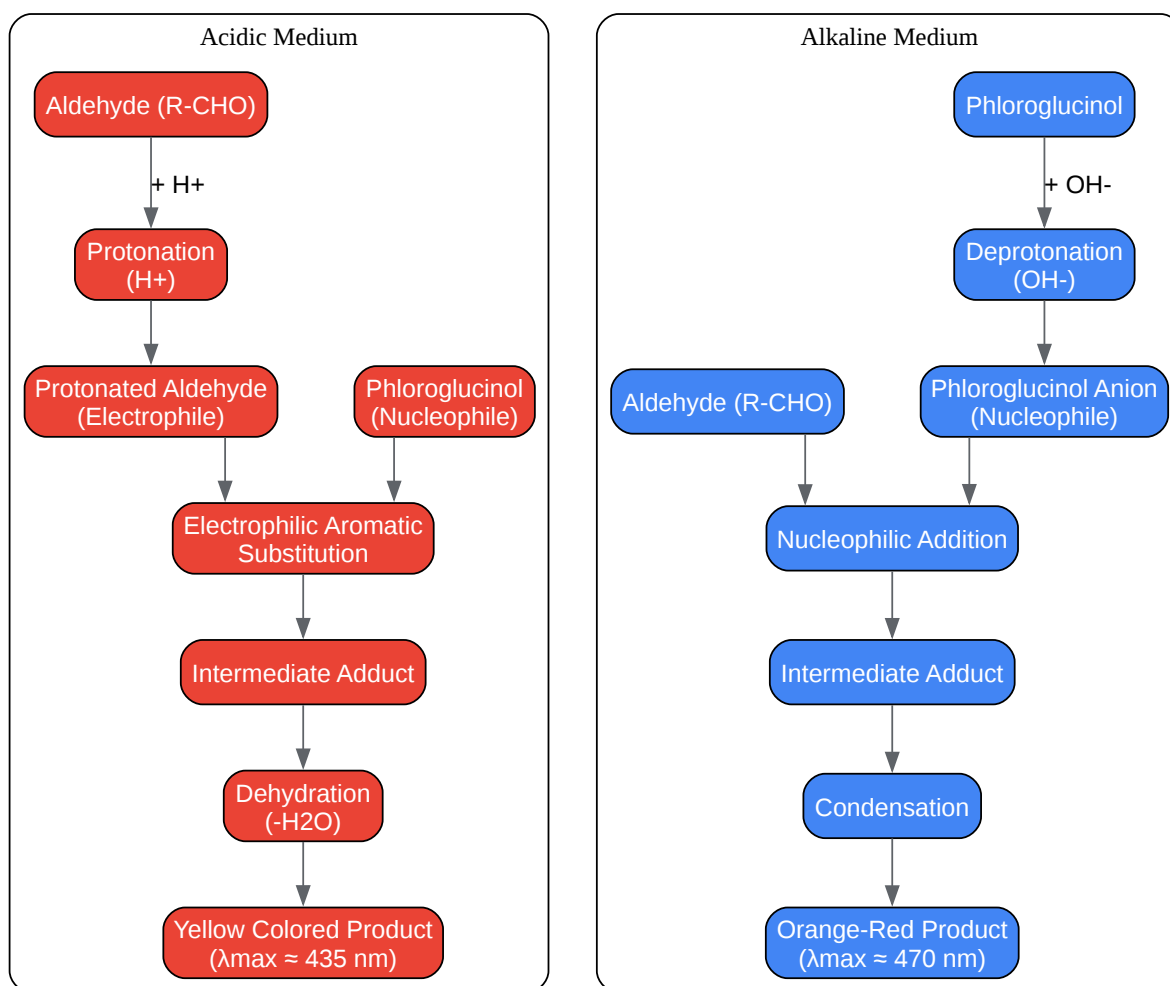 Acidic Medium
Aldehyde (R-CHO)
+ H+
Protonation
(H+)
Protonated Aldehyde
(Electrophile)
Phloroglucinol
(Nucleophile)
Electrophilic Aromatic
Substitution
Intermediate Adduct
Dehydration
(-H2O)
Yellow Colored Product
(λmax ≈ 435 nm)
Alkaline Medium
Phloroglucinol
+ OH-
Deprotonation
(OH-)
Aldehyde (R-CHO)
Phloroglucinol Anion
(Nucleophile)
Nucleophilic Addition
Intermediate Adduct
Condensation
Orange-Red Product
(λmax ≈ 470 nm)